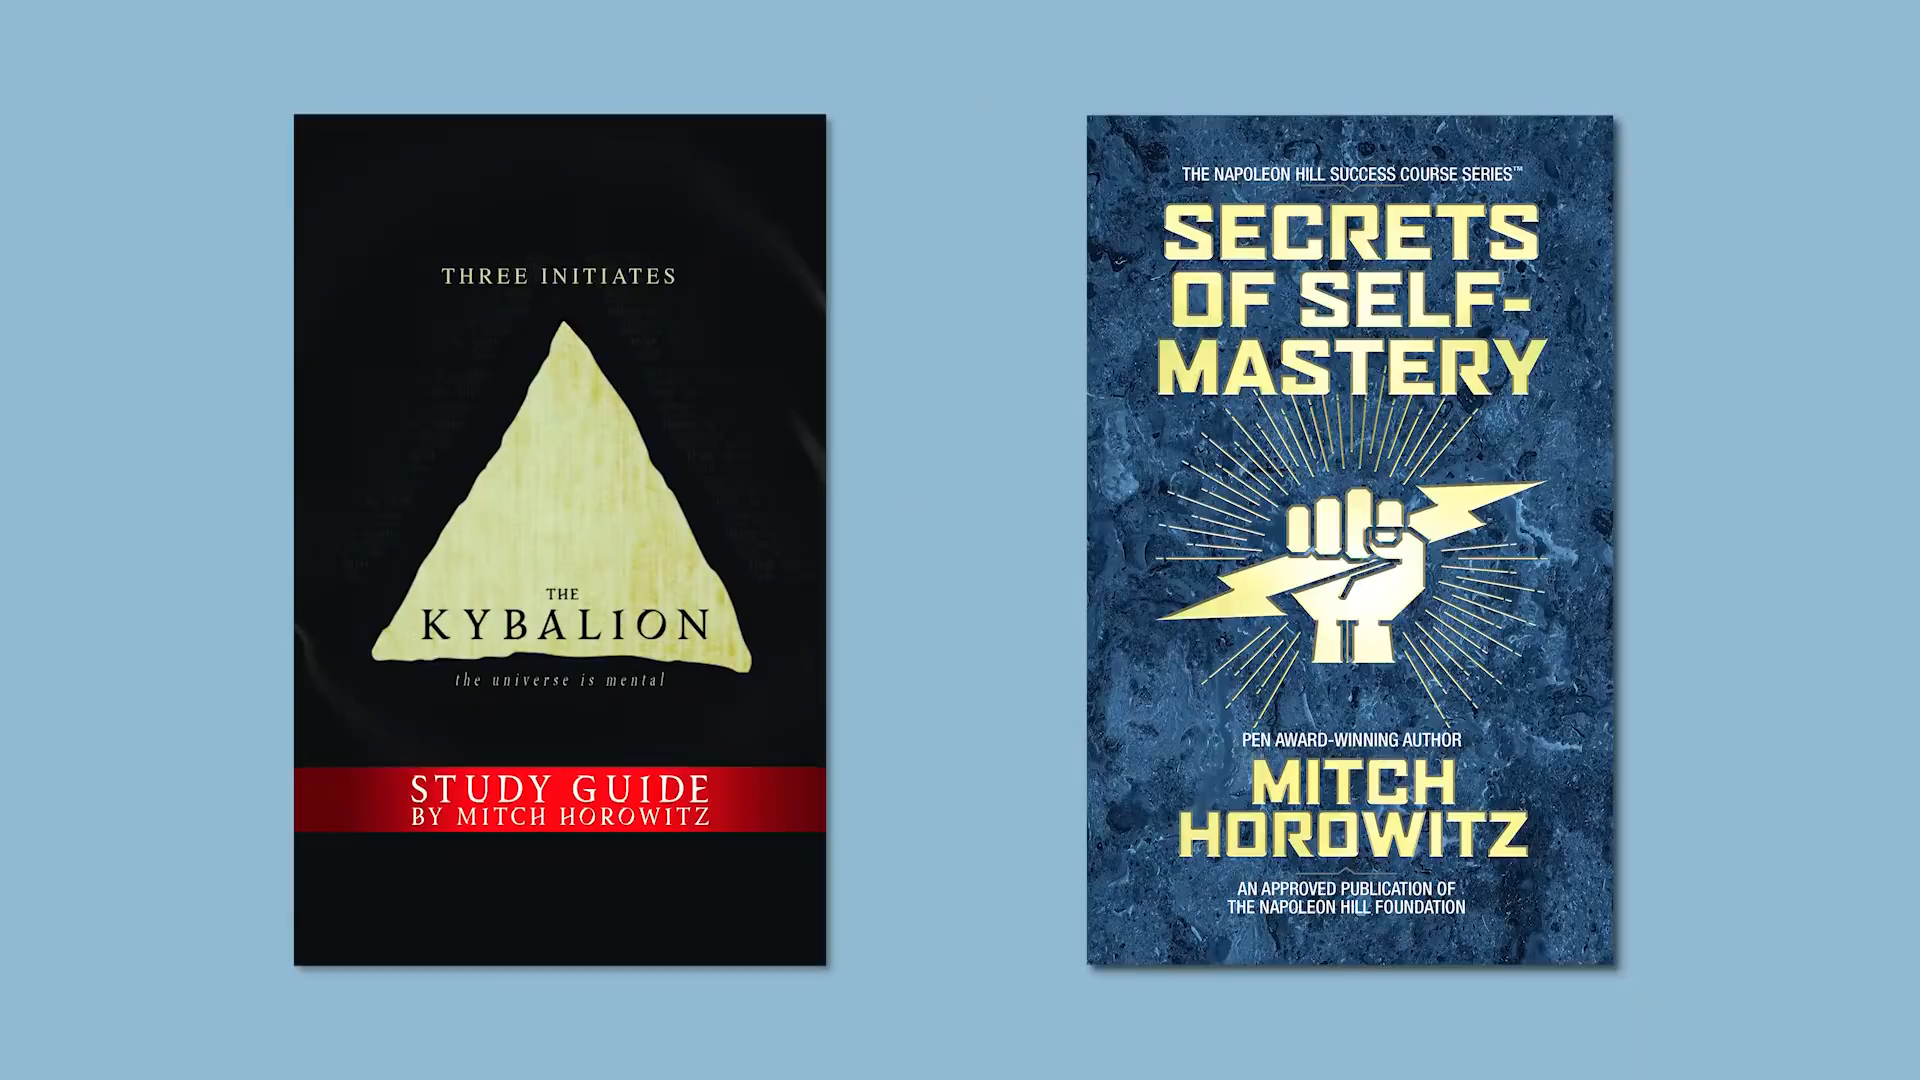 THREE INITIATES
THE
KYBALION
the universe is mental
STUDY GUIDE
BY MITCH HOROWITZ
THE NAPOLEON HILL SUCCESS COURSE SERIES™
SECRETS
OF SELF-
MASTERY
PEN AWARD-WINNING AUTHOR
MITCH
HOROWITZ
AN APPROVED PUBLICATION OF
THE NAPOLEON HILL FOUNDATION